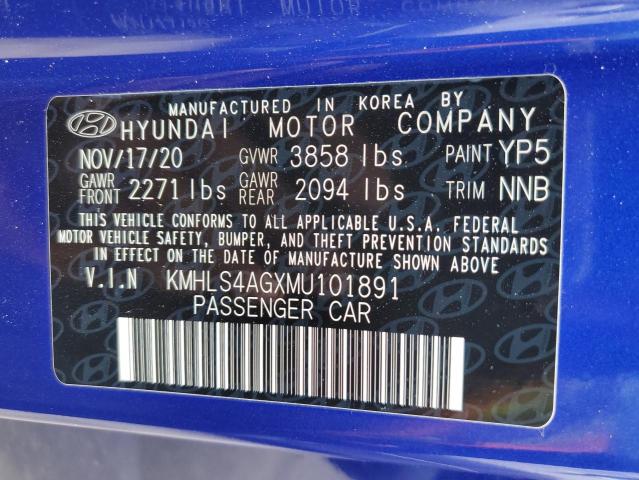 MANUFACTURED IN KOREA BY
HYUNDAI MOTOR COMPANY
NOV/17/20 GVWR 3858 lbs. PAINT YP5
GAWR FRONT 2271 lbs GAWR REAR 2094 lbs TRIM NNB
THIS VEHICLE CONFORMS TO ALL APPLICABLE U.S.A. FEDERAL
MOTOR VEHICLE SAFETY, BUMPER, AND THEFT PREVENTION STANDARDS
IN EFFECT ON THE DATE OF MANUFACTURE SHOWN ABOVE
V.I.N KMHLS4AGXMU101891
PASSENGER CAR